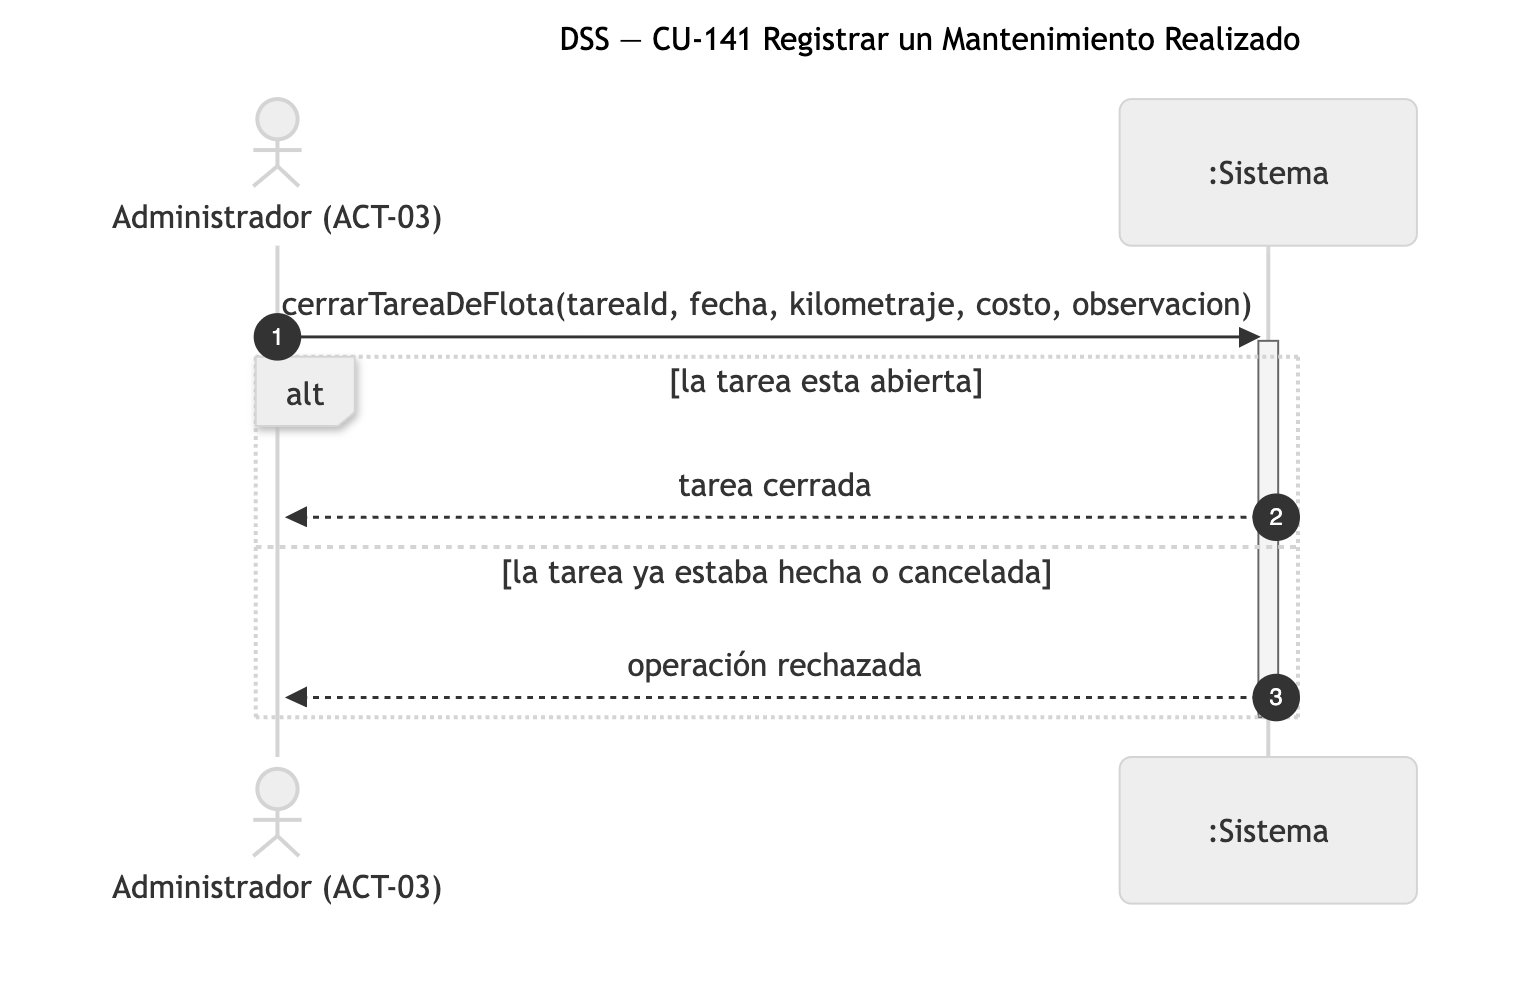 DSS — CU-141 Registrar un Mantenimiento Realizado
Administrador (ACT-03)
:Sistema
cerrarTareaDeFlota(tareaId, fecha, kilometraje, costo, observacion)
1
alt
[la tarea esta abierta]
tarea cerrada
2
[la tarea ya estaba hecha o cancelada]
operación rechazada
3
Administrador (ACT-03)
:Sistema